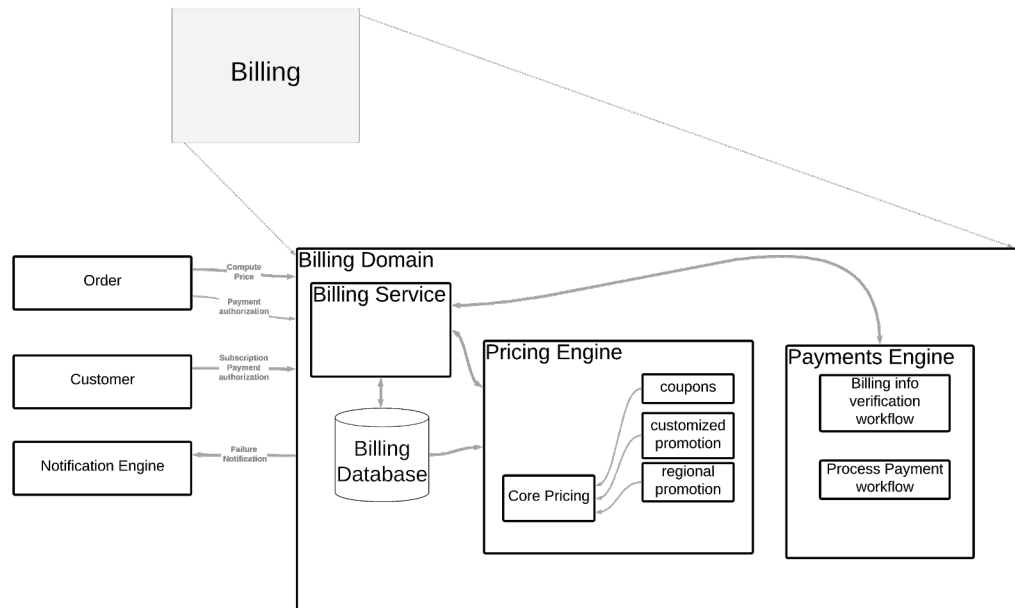 Billing
Billing Domain
Order
Compute
Price
Payment
authorization
Billing Service
Customer
Subscription
Payment
authorization
Notification Engine
Failure
Notification
Billing
Database
Pricing Engine
coupons
customized
promotion
regional
promotion
Core Pricing
Payments Engine
Billing info
verification
workflow
Process Payment
workflow